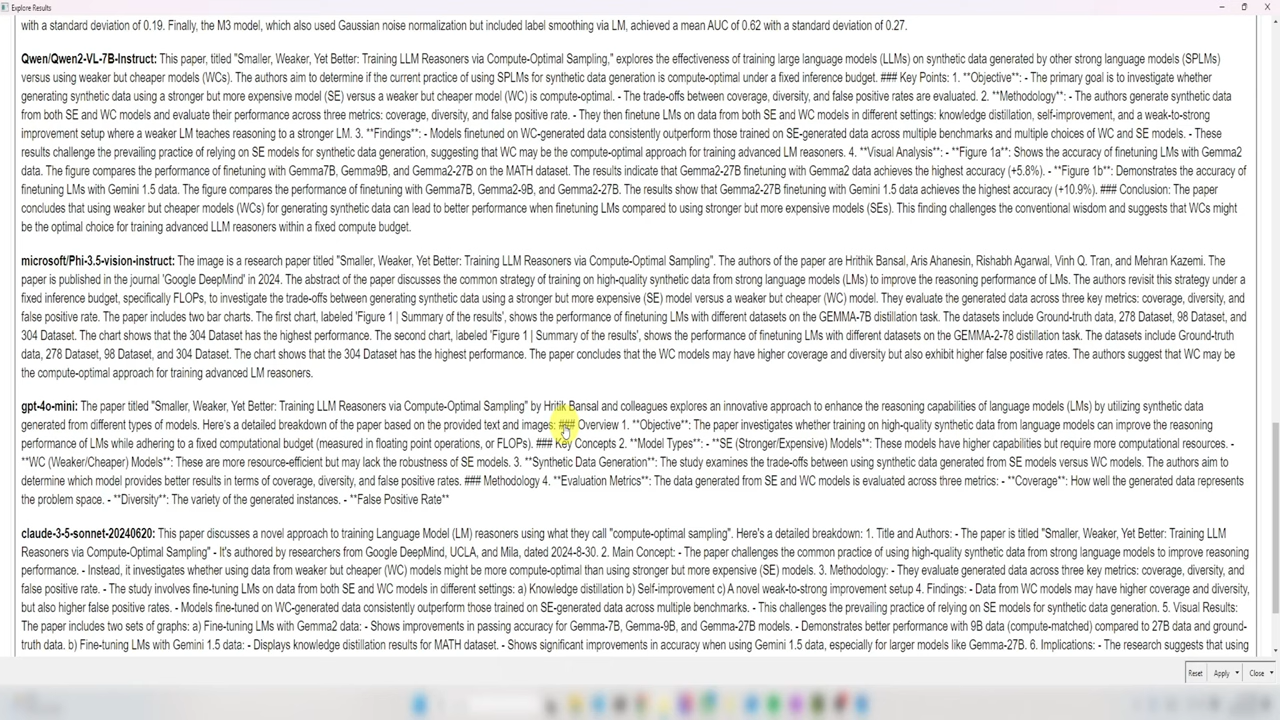 Explore Results
with a standard deviation of 0.19. Finally, the M3 model, which also used Gaussian noise normalization but included label smoothing via LM, achieved a mean AUC of 0.62 with a standard deviation of 0.27.
Qwen/Qwen2-VL-7B-Instruct: This paper, titled "Smaller, Weaker, Yet Better: Training LLM Reasoners via Compute-Optimal Sampling," explores the effectiveness of training large language models (LLMs) on synthetic data generated by other strong language models (SPLMs)
versus using weaker but cheaper models (WCs). The authors aim to determine if the current practice of using SPLMs for synthetic data generation is compute-optimal under a fixed inference budget. ### Key Points: 1. **Objective**: - The primary goal is to investigate whether
generating synthetic data using a stronger but more expensive model (SE) versus a weaker but cheaper model (WC) is compute-optimal. - The trade-offs between coverage, diversity, and false positive rates are evaluated. 2. **Methodology**: - The authors generate synthetic data
from both SE and WC models and evaluate their performance across three metrics: coverage, diversity, and false positive rate. - They then finetune LMs on data from both SE and WC models in different settings: knowledge distillation, self-improvement, and a weak-to-strong
improvement setup where a weaker LM teaches reasoning to a stronger LM. 3. **Findings**: - Models finetuned on WC-generated data consistently outperform those trained on SE-generated data across multiple benchmarks and multiple choices of WC and SE models. - These
results challenge the prevailing practice of relying on SE models for synthetic data generation, suggesting that WC may be the compute-optimal approach for training advanced LM reasoners. 4. **Visual Analysis**: - **Figure 1a**: Shows the accuracy of finetuning LMs with Gemma2
data. The figure compares the performance of finetuning with Gemma7B, Gemma9B, and Gemma2-27B on the MATH dataset. The results indicate that Gemma2-27B finetuning with Gemma2 data achieves the highest accuracy (+5.8%). - **Figure 1b**: Demonstrates the accuracy of
finetuning LMs with Gemini 1.5 data. The figure compares the performance of finetuning with Gemma7B, Gemma-9B, and Gemma2-27B. The results show that Gemma2-27B finetuning with Gemini 1.5 data achieves the highest accuracy (+10.9%). ### Conclusion: The paper
concludes that using weaker but cheaper models (WCs) for generating synthetic data can lead to better performance when finetuning LMs compared to using stronger but more expensive models (SEs). This finding challenges the conventional wisdom and suggests that WCs might
be the optimal choice for training advanced LLM reasoners within a fixed compute budget.
microsoft/Phi-3.5-vision-instruct: The image is a research paper titled "Smaller, Weaker, Yet Better: Training LLM Reasoners via Compute-Optimal Sampling". The authors of the paper are Hrithik Bansal, Aris Ahanesin, Rishabh Agarwal, Vinh Q. Tran, and Mehran Kazemi. The
paper is published in the journal 'Google DeepMind' in 2024. The abstract of the paper discusses the common strategy of training on high-quality synthetic data from strong language models (LMs) to improve the reasoning performance of LMs. The authors revisit this strategy under a
fixed inference budget, specifically FLOPs, to investigate the trade-offs between generating synthetic data using a stronger but more expensive (SE) model versus a weaker but cheaper (WC) model. They evaluate the generated data across three key metrics: coverage, diversity, and
false positive rate. The paper includes two bar charts. The first chart, labeled 'Figure 1 | Summary of the results', shows the performance of finetuning LMs with different datasets on the GEMMA-7B distillation task. The datasets include Ground-truth data, 278 Dataset, 98 Dataset, and
304 Dataset. The chart shows that the 304 Dataset has the highest performance. The second chart, labeled 'Figure 1 | Summary of the results', shows the performance of finetuning LMs with different datasets on the GEMMA-2-78 distillation task. The datasets include Ground-truth
data, 278 Dataset, 98 Dataset, and 304 Dataset. The chart shows that the 304 Dataset has the highest performance. The paper concludes that the WC models may have higher coverage and diversity but also exhibit higher false positive rates. The authors suggest that WC may be
the compute-optimal approach for training advanced LM reasoners.
gpt-4o-mini: The paper titled "Smaller, Weaker, Yet Better: Training LLM Reasoners via Compute-Optimal Sampling" by Hritik Bansal and colleagues explores an innovative approach to enhance the reasoning capabilities of language models (LMs) by utilizing synthetic data
generated from different types of models. Here's a detailed breakdown of the paper based on the provided text and images: ### Overview 1. **Objective**: The paper investigates whether training on high-quality synthetic data from language models can improve the reasoning
performance of LMs while adhering to a fixed computational budget (measured in floating point operations, or FLOPs). ### Key Concepts 2. **Model Types**: - **SE (Stronger/Expensive) Models**: These models have higher capabilities but require more computational resources. -
**WC (Weaker/Cheaper) Models**: These are more resource-efficient but may lack the robustness of SE models. 3. **Synthetic Data Generation**: The study examines the trade-offs between using synthetic data generated from SE models versus WC models. The authors aim to
determine which model provides better results in terms of coverage, diversity, and false positive rates. ### Methodology 4. **Evaluation Metrics**: The data generated from SE and WC models is evaluated across three metrics: - **Coverage**: How well the generated data represents
the problem space. - **Diversity**: The variety of the generated instances. - **False Positive Rate**
claude-3-5-sonnet-20240620: This paper discusses a novel approach to training Language Model (LM) reasoners using what they call "compute-optimal sampling". Here's a detailed breakdown: 1. Title and Authors: - The paper is titled "Smaller, Weaker, Yet Better: Training LLM
Reasoners via Compute-Optimal Sampling" - It's authored by researchers from Google DeepMind, UCLA, and Mila, dated 2024-8-30. 2. Main Concept: - The paper challenges the common practice of using high-quality synthetic data from strong language models to improve reasoning
performance. - Instead, it investigates whether using data from weaker but cheaper (WC) models might be more compute-optimal than using stronger but more expensive (SE) models. 3. Methodology: - They evaluate generated data across three key metrics: coverage, diversity, and
false positive rate. - The study involves fine-tuning LMs on data from both SE and WC models in different settings: a) Knowledge distillation b) Self-improvement c) A novel weak-to-strong improvement setup 4. Findings: - Data from WC models may have higher coverage and diversity,
but also higher false positive rates. - Models fine-tuned on WC-generated data consistently outperform those trained on SE-generated data across multiple benchmarks. - This challenges the prevailing practice of relying on SE models for synthetic data generation. 5. Visual Results:
The paper includes two sets of graphs: a) Fine-tuning LMs with Gemma2 data: - Shows improvements in passing accuracy for Gemma-7B, Gemma-9B, and Gemma-27B models. - Demonstrates better performance with 9B data (compute-matched) compared to 27B data and ground-
truth data. b) Fine-tuning LMs with Gemini 1.5 data: - Displays knowledge distillation results for MATH dataset. - Shows significant improvements in accuracy when using Gemini 1.5 data, especially for larger models like Gemma-27B. 6. Implications: - The research suggests that using
Reset Apply Close